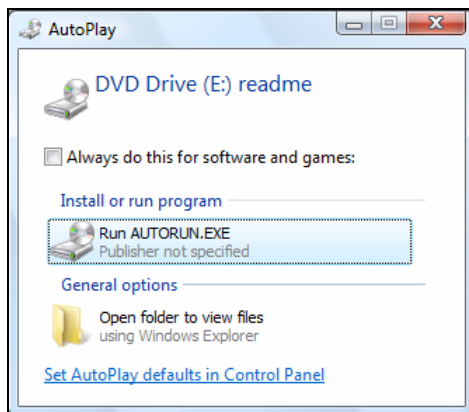 AutoPlay
DVD Drive (E:) readme
Always do this for software and games:
Install or run program
Run AUTORUN.EXE
Publisher not specified
General options
Open folder to view files
using Windows Explorer
Set AutoPlay defaults in Control Panel